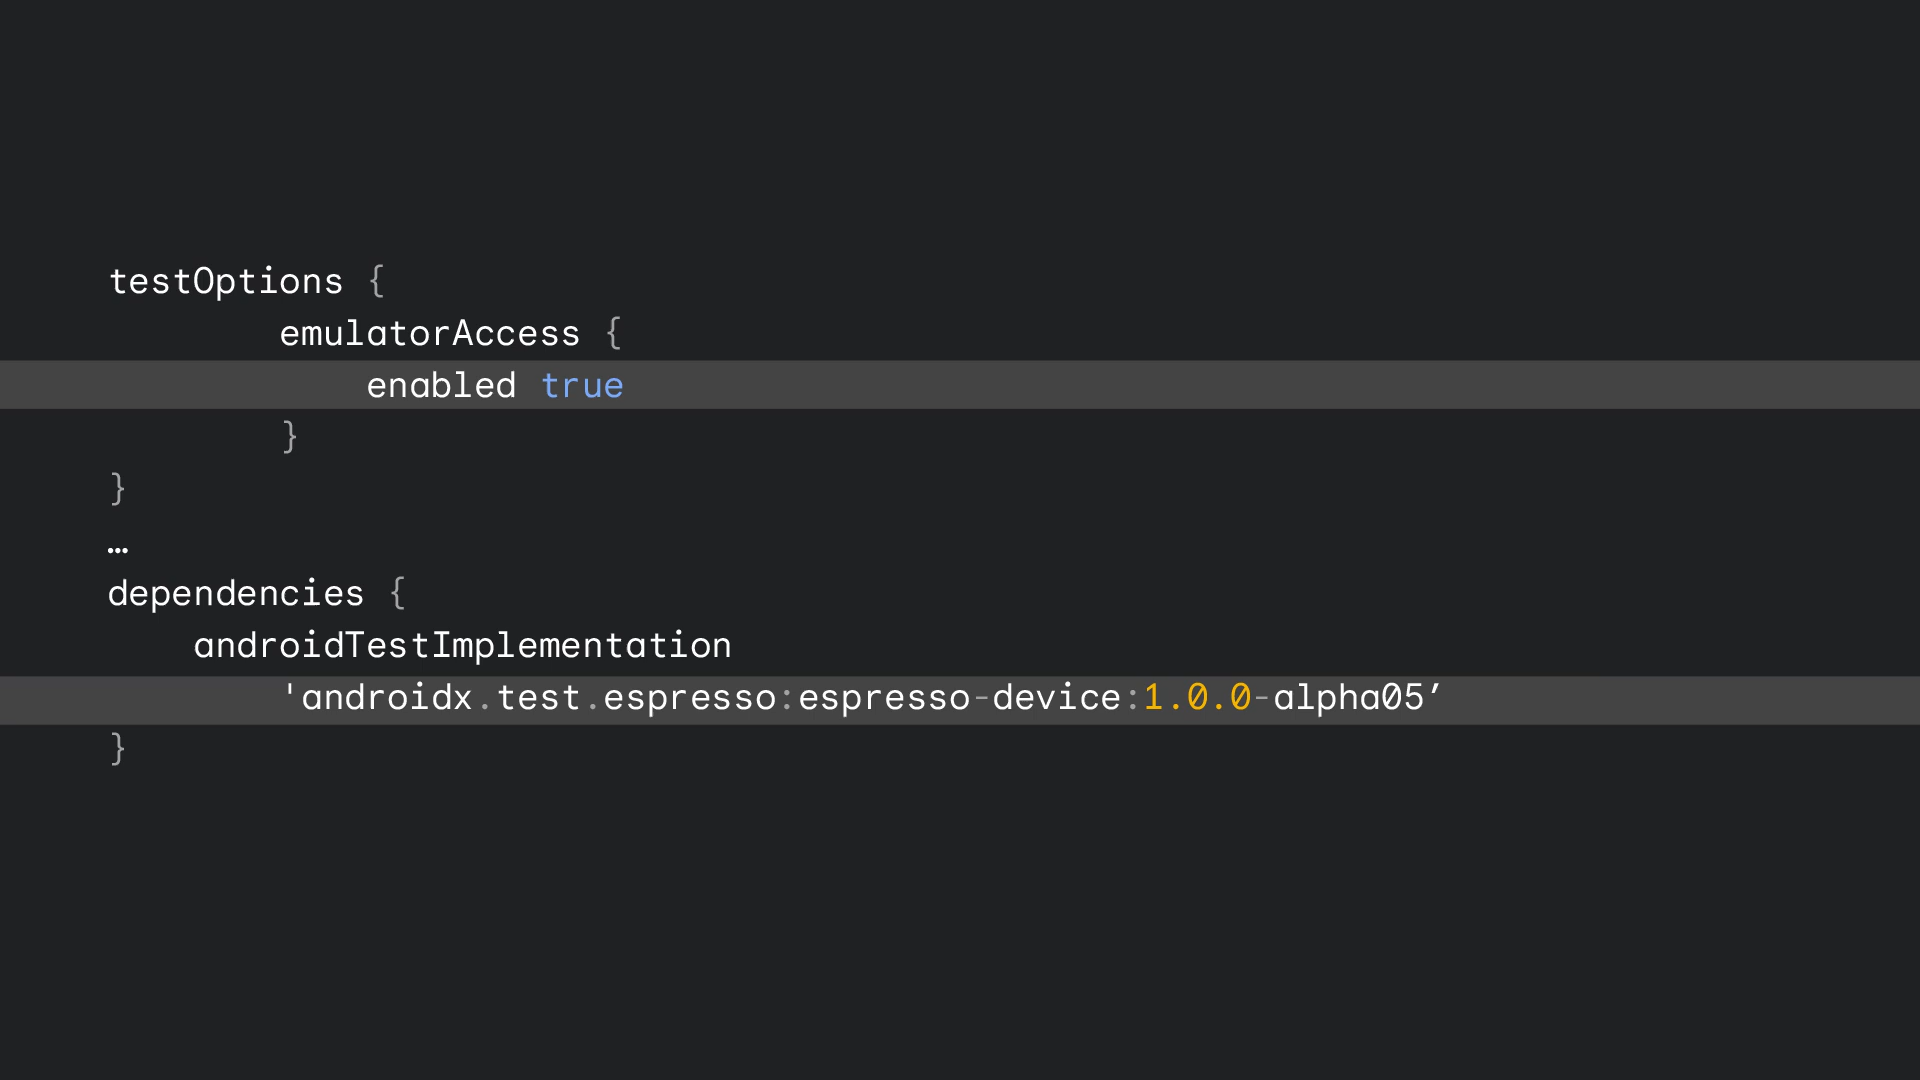 testOptions {
emulatorAccess {
enabled true
}
}
…
dependencies {
androidTestImplementation
'androidx.test.espresso:espresso-device:1.0.0-alpha05’
}